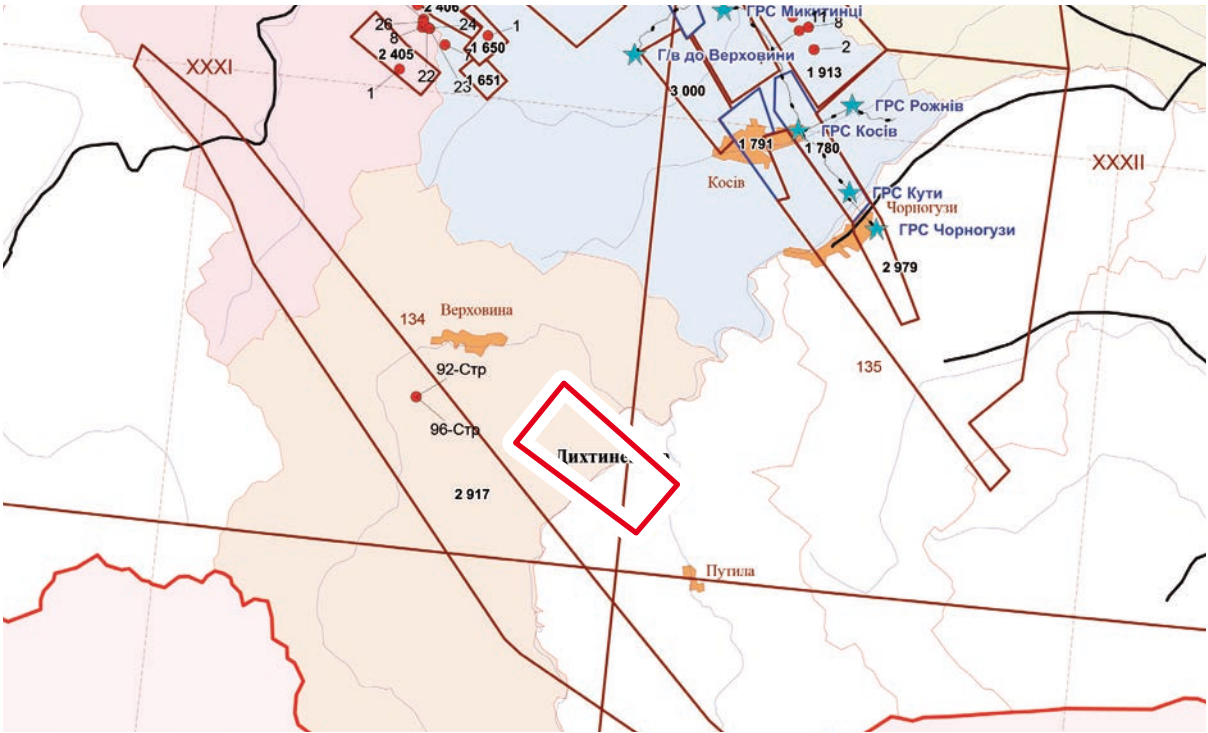 2 406
26
24
1
8
2 405
1 650
XXXI
7
22
23
1 651
1
ГРС Микитинці
11
8
2
1 913
Г/в до Верховини
3 000
ГРС Рожнів
ГРС Косів
1 791
1 780
XXXII
Косів
ГРС Кути
Чорногузи
ГРС Чорногузи
2 979
Верховина
134
135
92-Стр
96-Стр
2 917
Путила